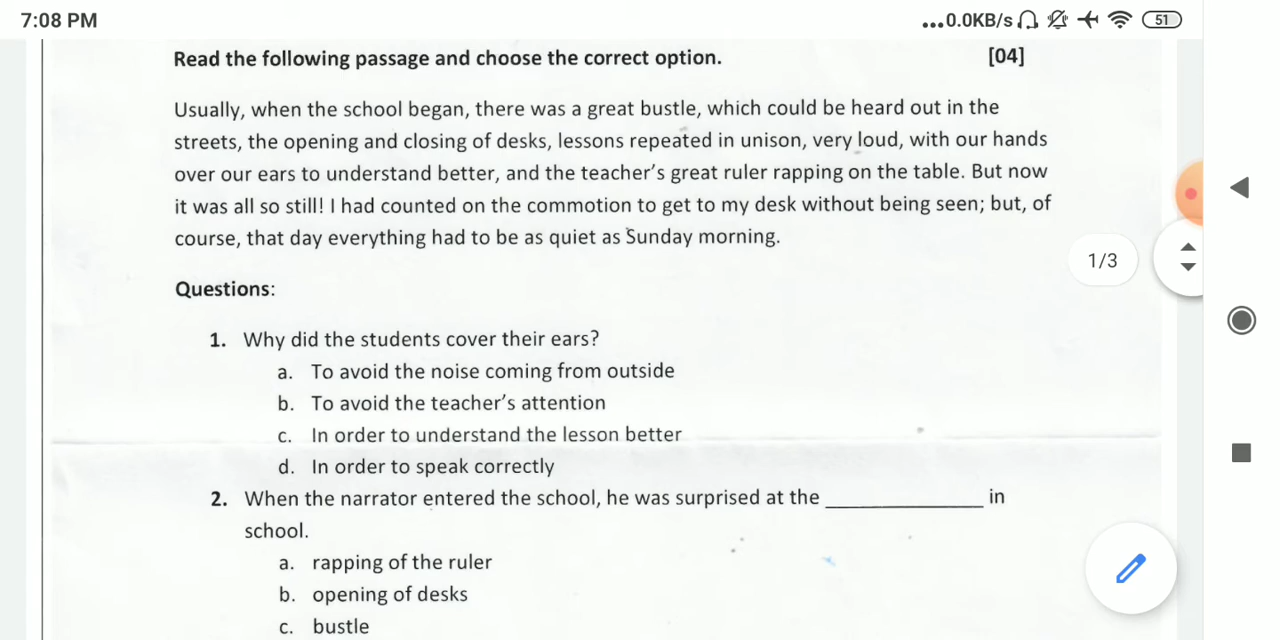 7:08 PM
...0.0KB/s
51
Read the following passage and choose the correct option. [04]
Usually, when the school began, there was a great bustle, which could be heard out in the
streets, the opening and closing of desks, lessons repeated in unison, very loud, with our hands
over our ears to understand better, and the teacher's great ruler rapping on the table. But now
it was all so still! I had counted on the commotion to get to my desk without being seen; but, of
course, that day everything had to be as quiet as Sunday morning.
1/3
Questions:
1. Why did the students cover their ears?
a. To avoid the noise coming from outside
b. To avoid the teacher's attention
c. In order to understand the lesson better
d. In order to speak correctly
2. When the narrator entered the school, he was surprised at the ______________ in
school.
a. rapping of the ruler
b. opening of desks
c. bustle